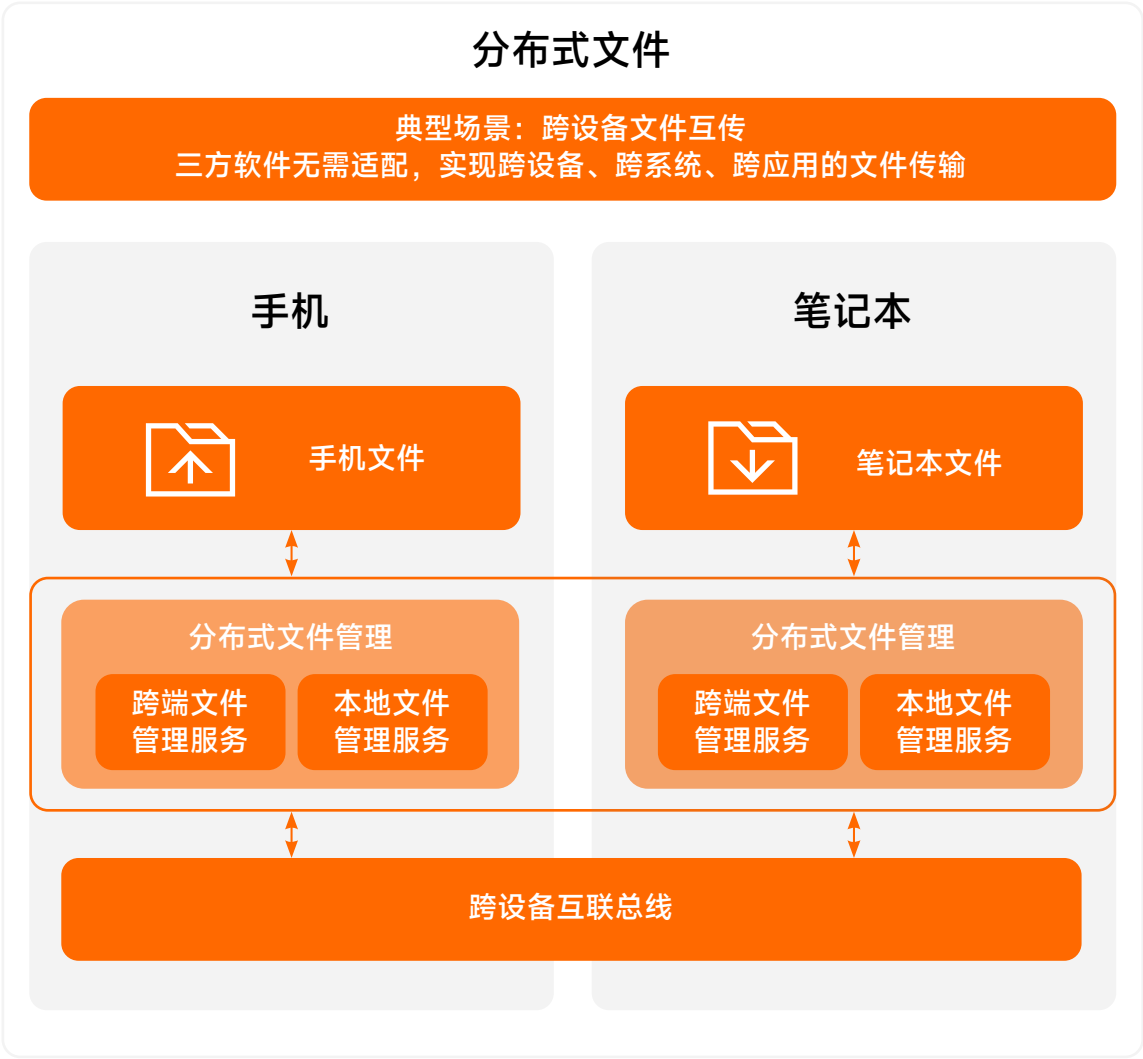 分布式文件
典型场景：跨设备文件互传
三方软件无需适配，实现跨设备、跨系统、跨应用的文件传输
手机
笔记本
手机文件
笔记本文件
分布式文件管理
跨端文件
管理服务
本地文件
管理服务
分布式文件管理
跨端文件
管理服务
本地文件
管理服务
跨设备互联总线